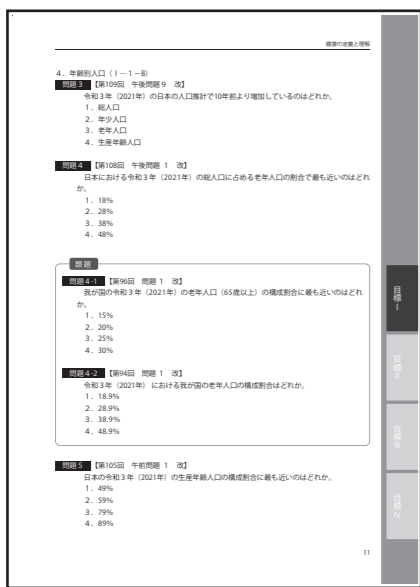 健康の定義と理解
4．年齢別人口（Ⅰ－1－B）
問題3 【第109回 午後問題9 改】
令和3年（2021年）の日本の人口推計で10年前より増加しているのはどれか。
1．総人口
2．年少人口
3．老年人口
4．生産年齢人口
問題4 【第108回 午後問題 1 改】
日本における令和3年（2021年）の総人口に占める老年人口の割合で最も近いのはどれ
か。
1．18%
2．28%
3．38%
4．48%
類題
問題4-1 【第96回 問題 1 改】
我が国の令和3年（2021年）の老年人口（65歳以上）の構成割合に最も近いのはどれ
か。
1．15%
2．20%
3．25%
4．30%
問題4-2 【第94回 問題 1 改】
令和3年（2021年）における我が国の老年人口の構成割合はどれか。
1．18.9%
2．28.9%
3．38.9%
4．48.9%
問題5 【第105回 午前問題 1 改】
日本の令和3年（2021年）の生産年齢人口の構成割合に最も近いのはどれか。
1．49%
2．59%
3．79%
4．89%
目標Ⅰ
目標Ⅱ
目標Ⅲ
目標Ⅳ
11